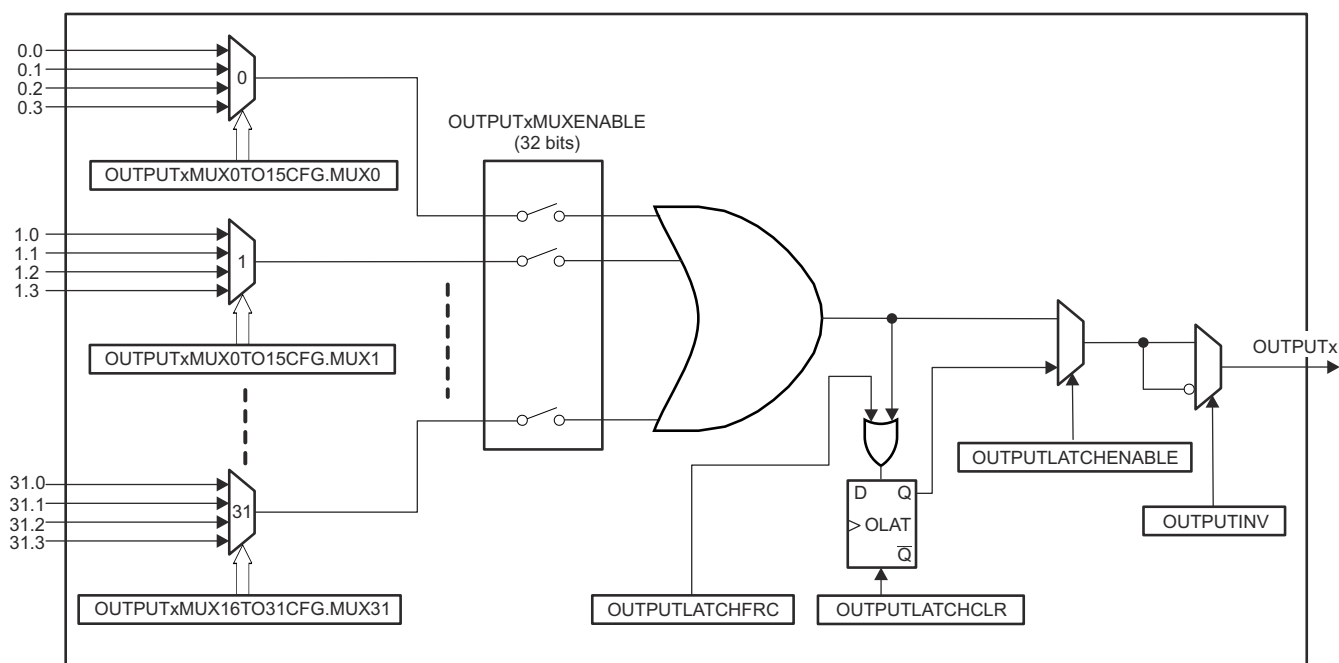 0.0
0.1
0.2
0.3
0
OUTPUTxMUX0TO15CFG.MUX0
OUTPUTxMUXENABLE
(32 bits)
1.0
1.1
1.2
1.3
1
OUTPUTxMUX0TO15CFG.MUX1
31.0
31.1
31.2
31.3
31
OUTPUTxMUX16TO31CFG.MUX31
D Q
OLAT
Q̅
OUTPUTLATCHFRC
OUTPUTLATCHCLR
OUTPUTLATCHENABLE
OUTPUTINV
OUTPUTx